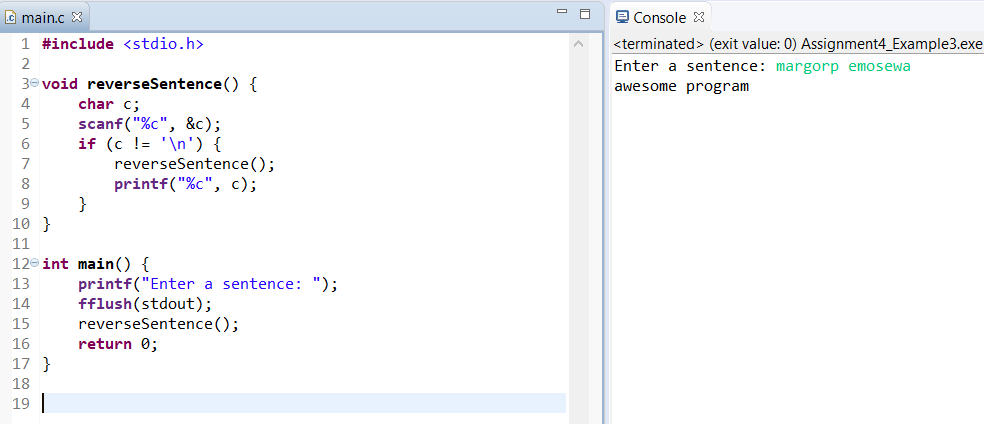 main.c
1 #include <stdio.h>
2
3 void reverseSentence() {
4     char c;
5     scanf("%c", &c);
6     if (c != '\n') {
7         reverseSentence();
8         printf("%c", c);
9     }
10 }
11
12 int main() {
13     printf("Enter a sentence: ");
14     fflush(stdout);
15     reverseSentence();
16     return 0;
17 }
18
19
Console
<terminated> (exit value: 0) Assignment4_Example3.exe
Enter a sentence: margorp emosewa
awesome program